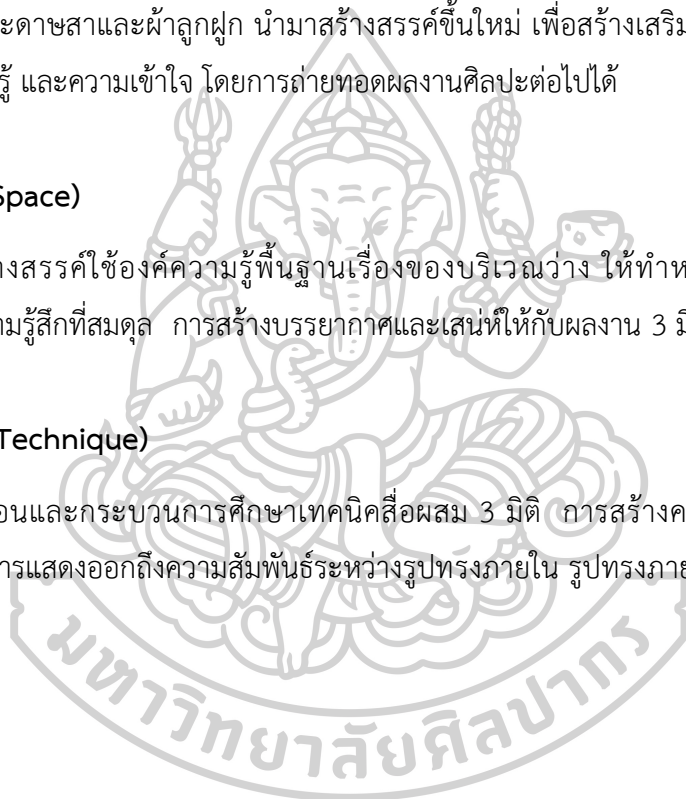 ะดาษสาและผ้าลูกฝูก นำมาสร้างสรรค์ขึ้นใหม่ เพื่อสร้างเสริม
รู้ และความเข้าใจ โดยการถ่ายทอดผลงานศิลปะต่อไปได้
Space)
างสรรค์ใช้องค์ความรู้พื้นฐานเรื่องของบริเวณว่าง ให้ทำห
ามรู้สึกที่สมดุล การสร้างบรรยากาศและเสน่ห์ให้กับผลงาน 3 มิ
Technique)
อนและกระบวนการศึกษาเทคนิคสื่อผสม 3 มิติ การสร้างค
ารแสดงออกถึงความสัมพันธ์ระหว่างรูปทรงภายใน รูปทรงภาย
มหาวิทยาลัยศิลปากร